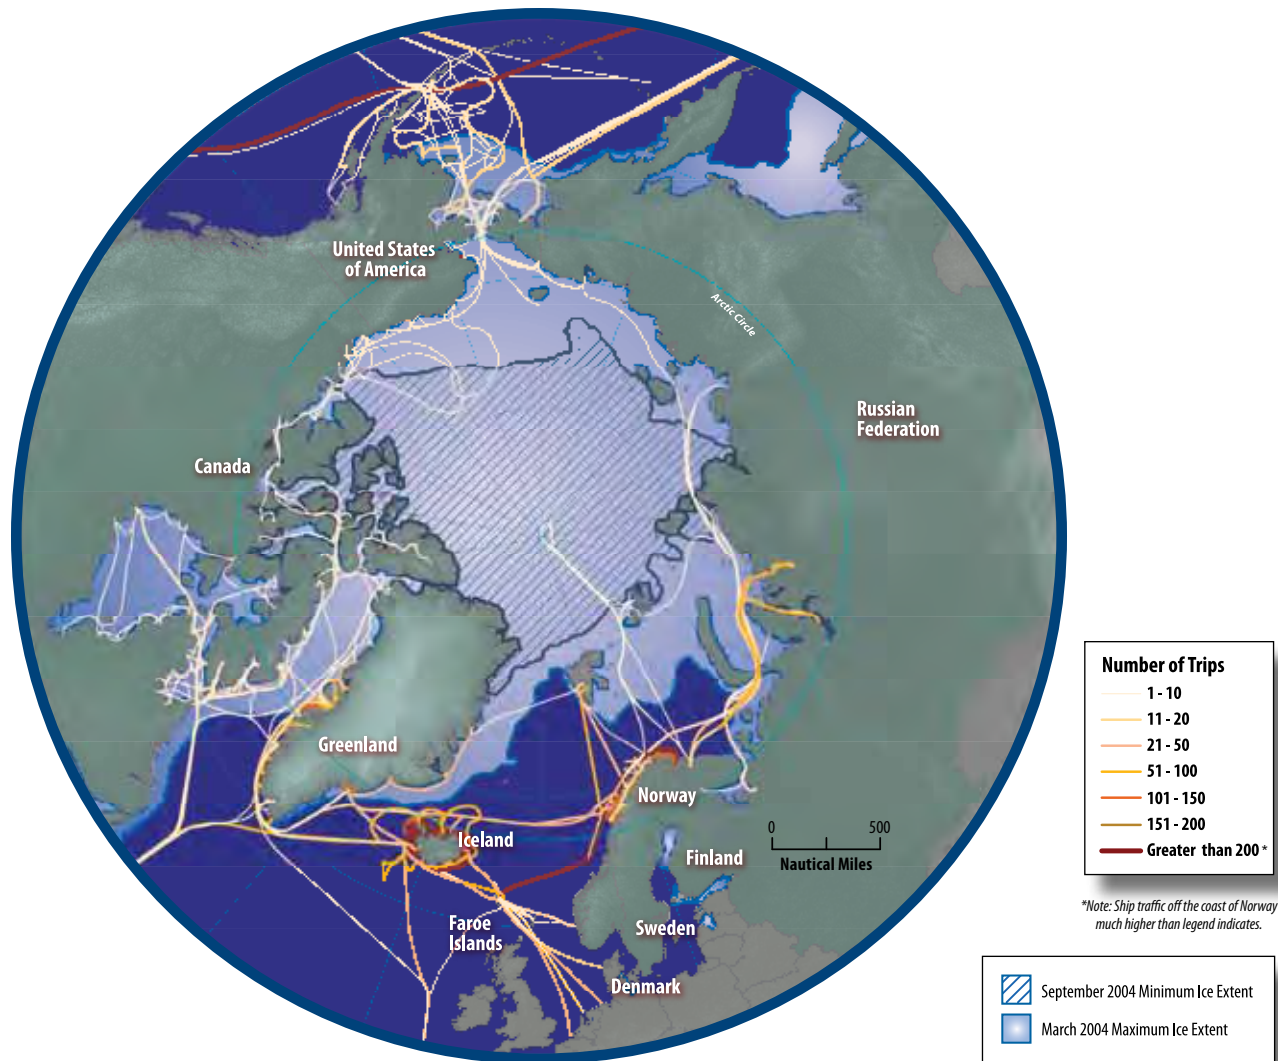 United States
of America
Arctic Circle
Russian
Federation
Canada
Greenland
Norway
Iceland
0 500
Nautical Miles
Finland
Faroe
Islands
Sweden
Denmark
Number of Trips
1 - 10
11 - 20
21 - 50
51 - 100
101 - 150
151 - 200
Greater than 200 *
*Note: Ship traffic off the coast of Norway
much higher than legend indicates.
September 2004 Minimum Ice Extent
March 2004 Maximum Ice Extent